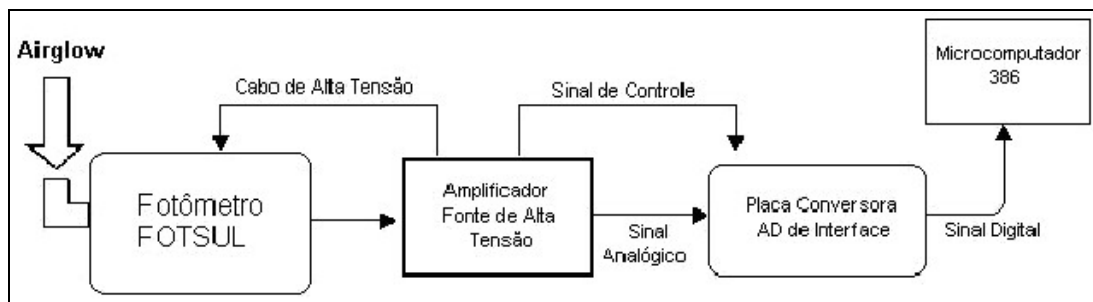 Airglow
Cabo de Alta Tensão
Sinal de Controle
Microcomputador
386
Fotômetro
FOTSUL
Amplificador
Fonte de Alta
Tensão
Sinal
Analógico
Placa Conversora
AD de Interface
Sinal Digital